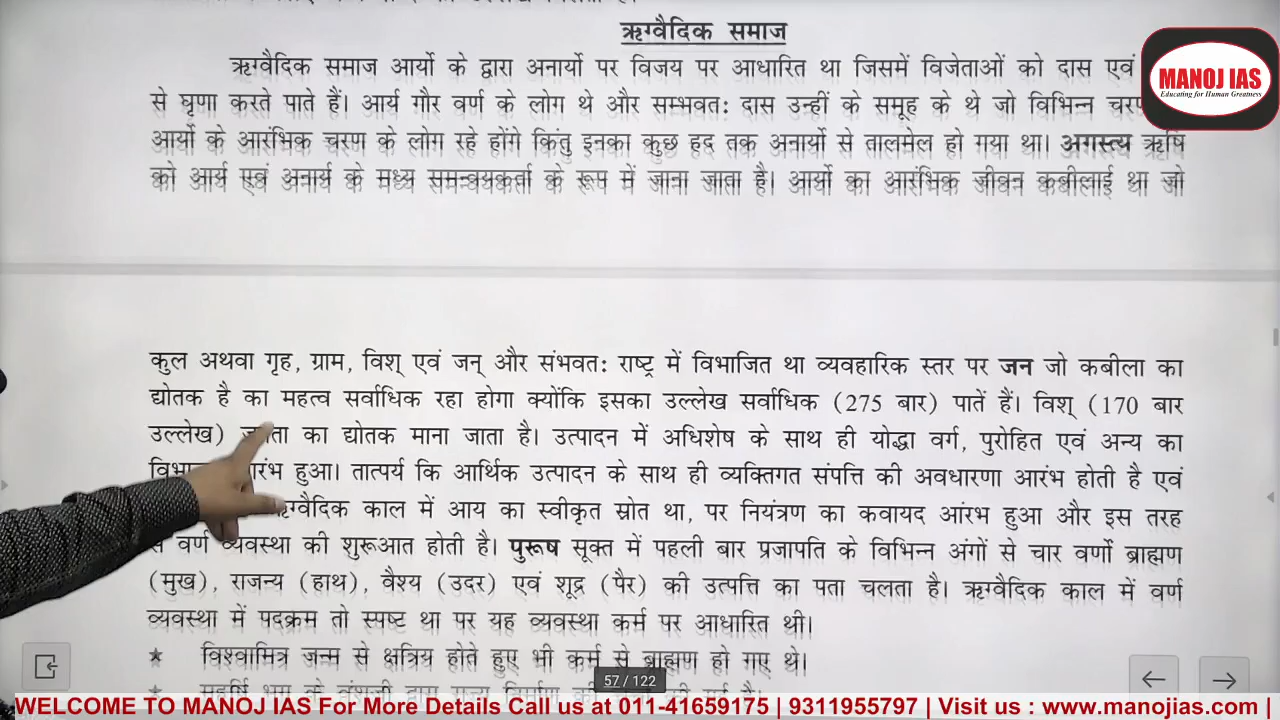 ऋग्वैदिक समाज
ऋग्वैदिक समाज आर्यो के द्वारा अनार्यो पर विजय पर आधारित था जिसमें विजेताओं को दास एवं
से घृणा करते पाते हैं। आर्य गौर वर्ण के लोग थे और सम्भवतः दास उन्हीं के समूह के थे जो विभिन्न
आर्यो के आरंभिक चरण के लोग रहे होंगे किंतु इनका कुछ हद तक अनार्यो से तालमेल हो गया था। अगस्त्य ऋषि
को आर्य एवं अनार्य के मध्य समन्वयकर्ता के रूप में जाना जाता है। आर्यो का आरंभिक जीवन कबीलाई था जो
कुल अथवा गृह, ग्राम, विश् एवं जन् और संभवतः राष्ट्र में विभाजित था व्यवहारिक स्तर पर जन जो कबीला का
द्योतक है का महत्व सर्वाधिक रहा होगा क्योंकि इसका उल्लेख सर्वाधिक (275 बार) पातें हैं। विश् (170 बार
उल्लेख) का द्योतक माना जाता है। उत्पादन में अधिशेष के साथ ही योद्धा वर्ग, पुरोहित एवं अन्य का
हुआ। तात्पर्य कि आर्थिक उत्पादन के साथ ही व्यक्तिगत संपत्ति की अवधारणा आरंभ होती है एवं
ऋग्वैदिक काल में आय का स्वीकृत स्रोत था, पर नियंत्रण का कवायद आंरभ हुआ और इस तरह
से वर्ण व्यवस्था की शुरूआत होती है। पुरूष सूक्त में पहली बार प्रजापति के विभिन्न अंगों से चार वर्णो ब्राह्मण
(मुख), राजन्य (हाथ), वैश्य (उदर) एवं शूद्र (पैर) की उत्पत्ति का पता चलता है। ऋग्वैदिक काल में वर्ण
व्यवस्था में पदक्रम तो स्पष्ट था पर यह व्यवस्था कर्म पर आधारित थी।
★ विश्वामित्र जन्म से क्षत्रिय होते हुए भी कर्म से ब्राह्मण हो गए थे।
57 / 122
MANOJ IAS
Educating for Human Greatness
WELCOME TO MANOJ IAS For More Details Call us at 011-41659175 | 9311955797 | Visit us : www.manojias.com |